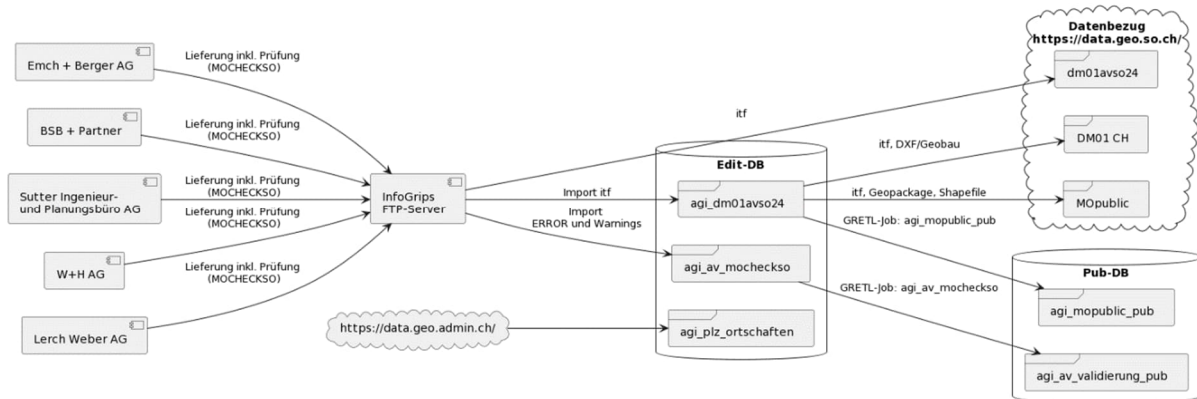 Emch + Berger AG
Lieferung inkl. Prüfung
(MOCHECKSO)
BSB + Partner
Lieferung inkl. Prüfung
(MOCHECKSO)
Sutter Ingenieur-
und Planungsbüro AG
Lieferung inkl. Prüfung
(MOCHECKSO)
W+H AG
Lieferung inkl. Prüfung
(MOCHECKSO)
Lerch Weber AG
Lieferung inkl. Prüfung
(MOCHECKSO)
InfoGrips
FTP-Server
itf
Import itf
Import
ERROR und Warnings
https://data.geo.admin.ch/
Edit-DB
agi_dm01avso24
agi_av_mocheckso
agi_plz_ortschaften
itf, DXF/Geobau
itf, Geopackage, Shapefile
GRETL-Job: agi_mopublic_pub
GRETL-Job: agi_av_mocheckso
Datenbezug
https://data.geo.so.ch/
dm01avso24
DM01 CH
MOpublic
Pub-DB
agi_mopublic_pub
agi_av_validierung_pub